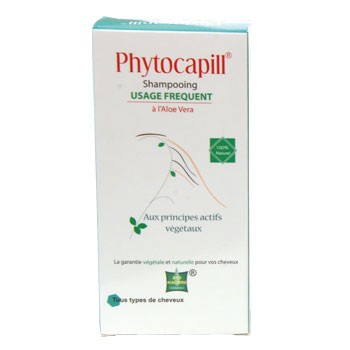 Phytocapill®
Shampooing
USAGE FREQUENT
à l'Aloe Vera
100%
Naturel
Aux principes actifs
végétaux
La garantie végétale et naturelle pour vos cheveux
®
Tous types de cheveux